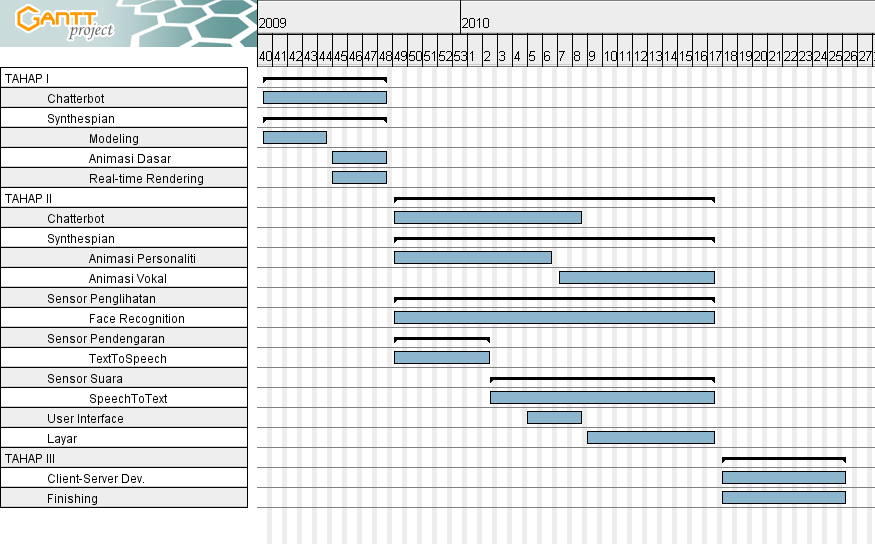 GANTT
project
2009 2010
40 41 42 43 44 45 46 47 48 49 50 51 52 53 1 2 3 4 5 6 7 8 9 10 11 12 13 14 15 16 17 18 19 20 21 22 23 24 25 26 27
TAHAP I
Chatterbot
Synthespian
Modeling
Animasi Dasar
Real-time Rendering
TAHAP II
Chatterbot
Synthespian
Animasi Personaliti
Animasi Vokal
Sensor Penglihatan
Face Recognition
Sensor Pendengaran
TextToSpeech
Sensor Suara
SpeechToText
User Interface
Layar
TAHAP III
Client-Server Dev.
Finishing